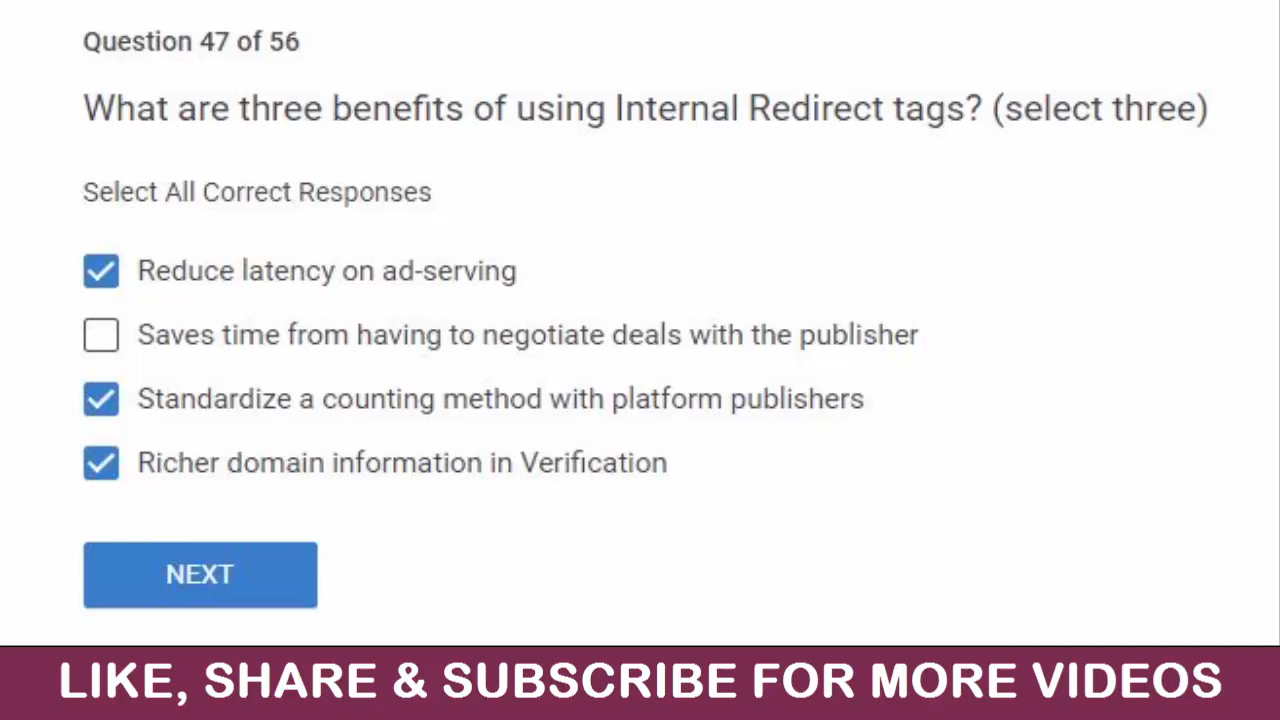 Question 47 of 56
What are three benefits of using Internal Redirect tags? (select three)
Select All Correct Responses
Reduce latency on ad-serving
Saves time from having to negotiate deals with the publisher
Standardize a counting method with platform publishers
Richer domain information in Verification
NEXT
LIKE, SHARE & SUBSCRIBE FOR MORE VIDEOS